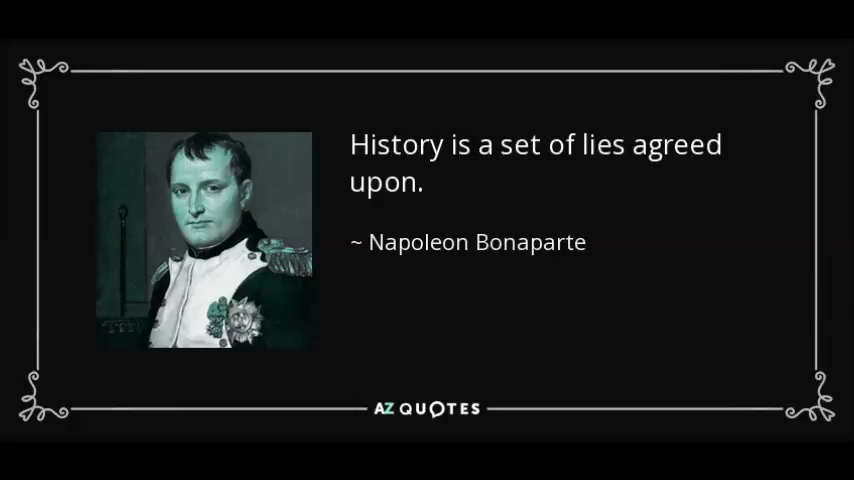 History is a set of lies agreed
upon.
~ Napoleon Bonaparte
AZ QUOTES